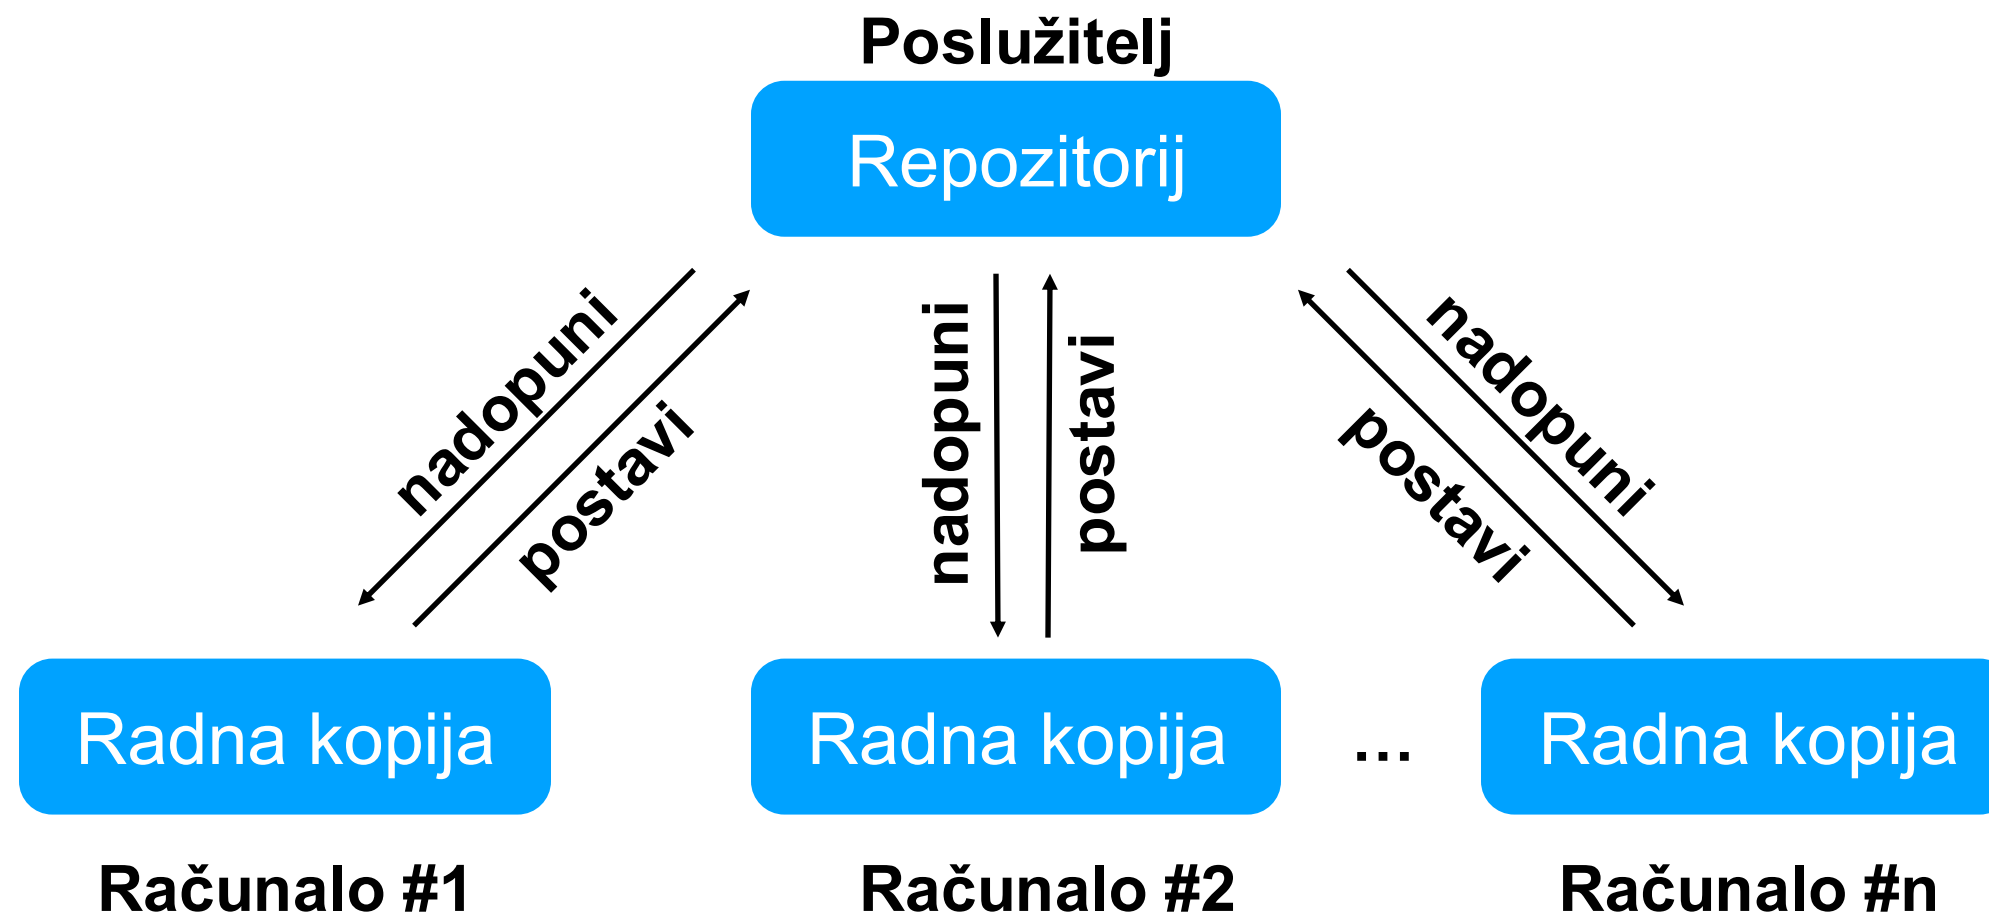 Poslužitelj
Repozitorij
nadopuni
postavi
nadopuni
postavi
nadopuni
postavi
Radna kopija
Radna kopija
...
Radna kopija
Računalo #1
Računalo #2
Računalo #n